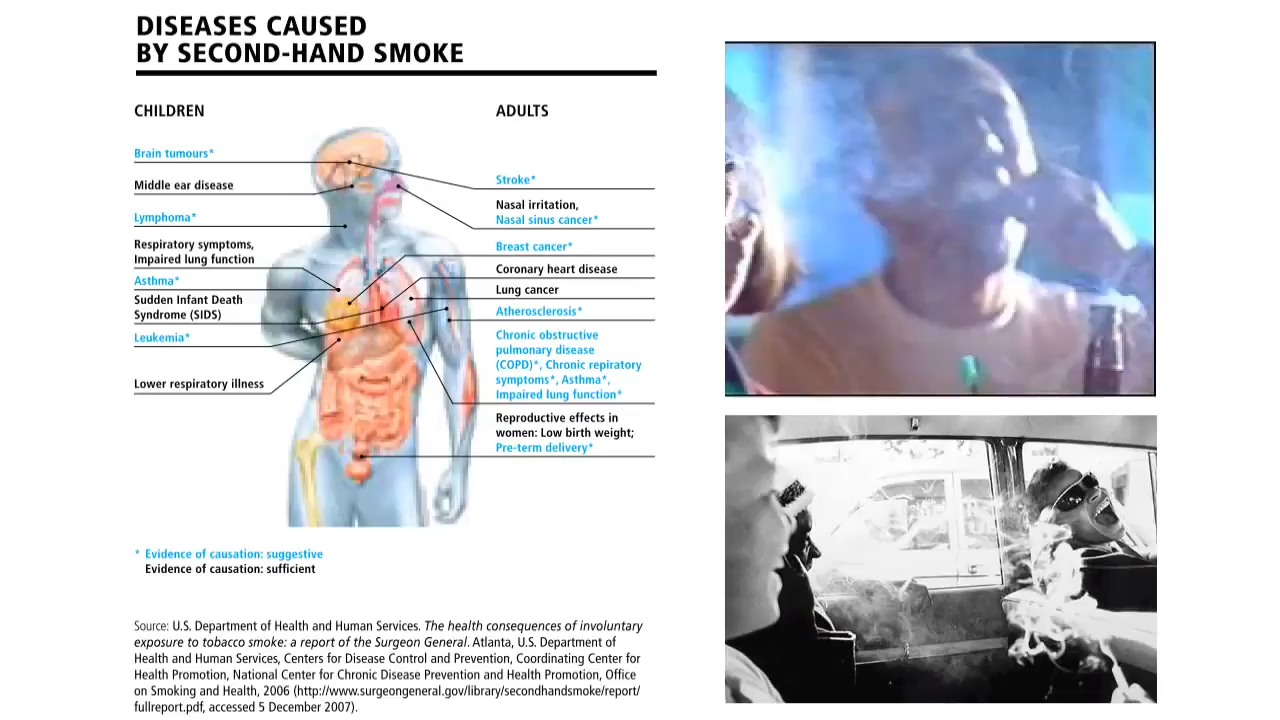 DISEASES CAUSED
BY SECOND-HAND SMOKE
CHILDREN
Brain tumours*
Middle ear disease
Lymphoma*
Respiratory symptoms,
Impaired lung function
Asthma*
Sudden Infant Death
Syndrome (SIDS)
Leukemia*
Lower respiratory illness
ADULTS
Stroke*
Nasal irritation,
Nasal sinus cancer*
Breast cancer*
Coronary heart disease
Lung cancer
Atherosclerosis*
Chronic obstructive
pulmonary disease
(COPD)*, Chronic repiratory
symptoms*, Asthma*,
Impaired lung function*
Reproductive effects in
women: Low birth weight;
Pre-term delivery*
* Evidence of causation: suggestive
Evidence of causation: sufficient
Source: U.S. Department of Health and Human Services. The health consequences of involuntary
exposure to tobacco smoke: a report of the Surgeon General. Atlanta, U.S. Department of
Health and Human Services, Centers for Disease Control and Prevention, Coordinating Center for
Health Promotion, National Center for Chronic Disease Prevention and Health Promotion, Office
on Smoking and Health, 2006 (http://www.surgeongeneral.gov/library/secondhandsmoke/report/
fullreport.pdf, accessed 5 December 2007).